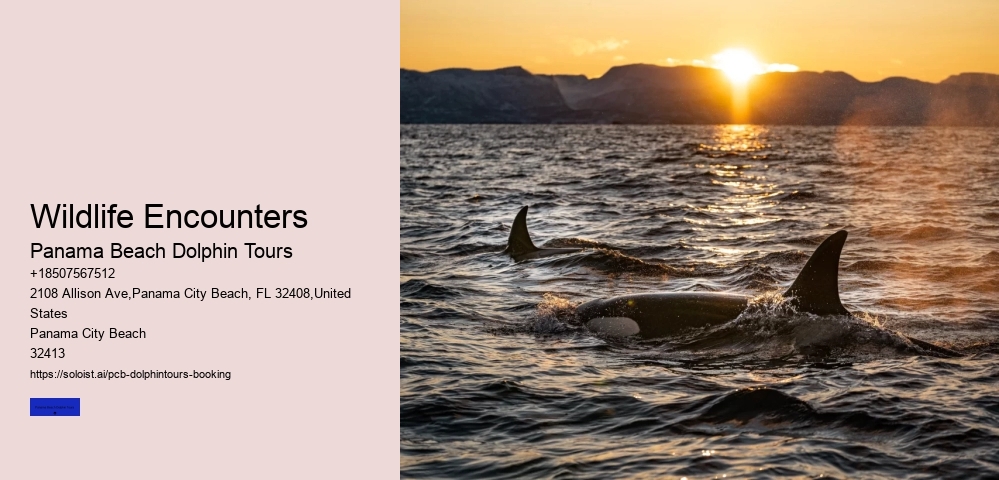 Wildlife Encounters
Panama Beach Dolphin Tours
+18507567512
2108 Allison Ave,Panama City Beach, FL 32408,United
States
Panama City Beach
32413
https://soloist.ai/pcb-dolphintours-booking